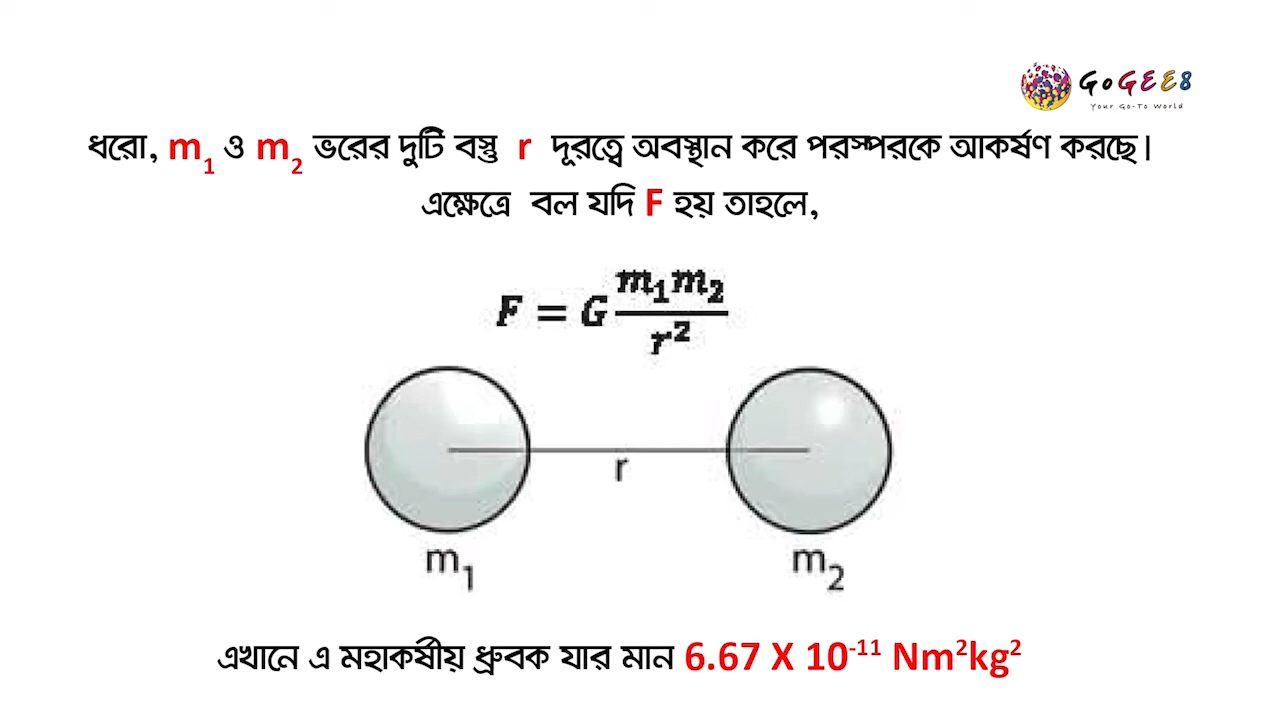 GoGEE8
Your Go-To World
ধরো, m₁ ও m₂ ভরের দুটি বস্তু r দূরত্বে অবস্থান করে পরস্পরকে আকর্ষণ করছে।
এক্ষেত্রে বল যদি F হয় তাহলে,
F = G m₁m₂ / r²
r
m₁ m₂
এখানে এ মহাকর্ষীয় ধ্রুবক যার মান 6.67 X 10⁻¹¹ Nm²kg²